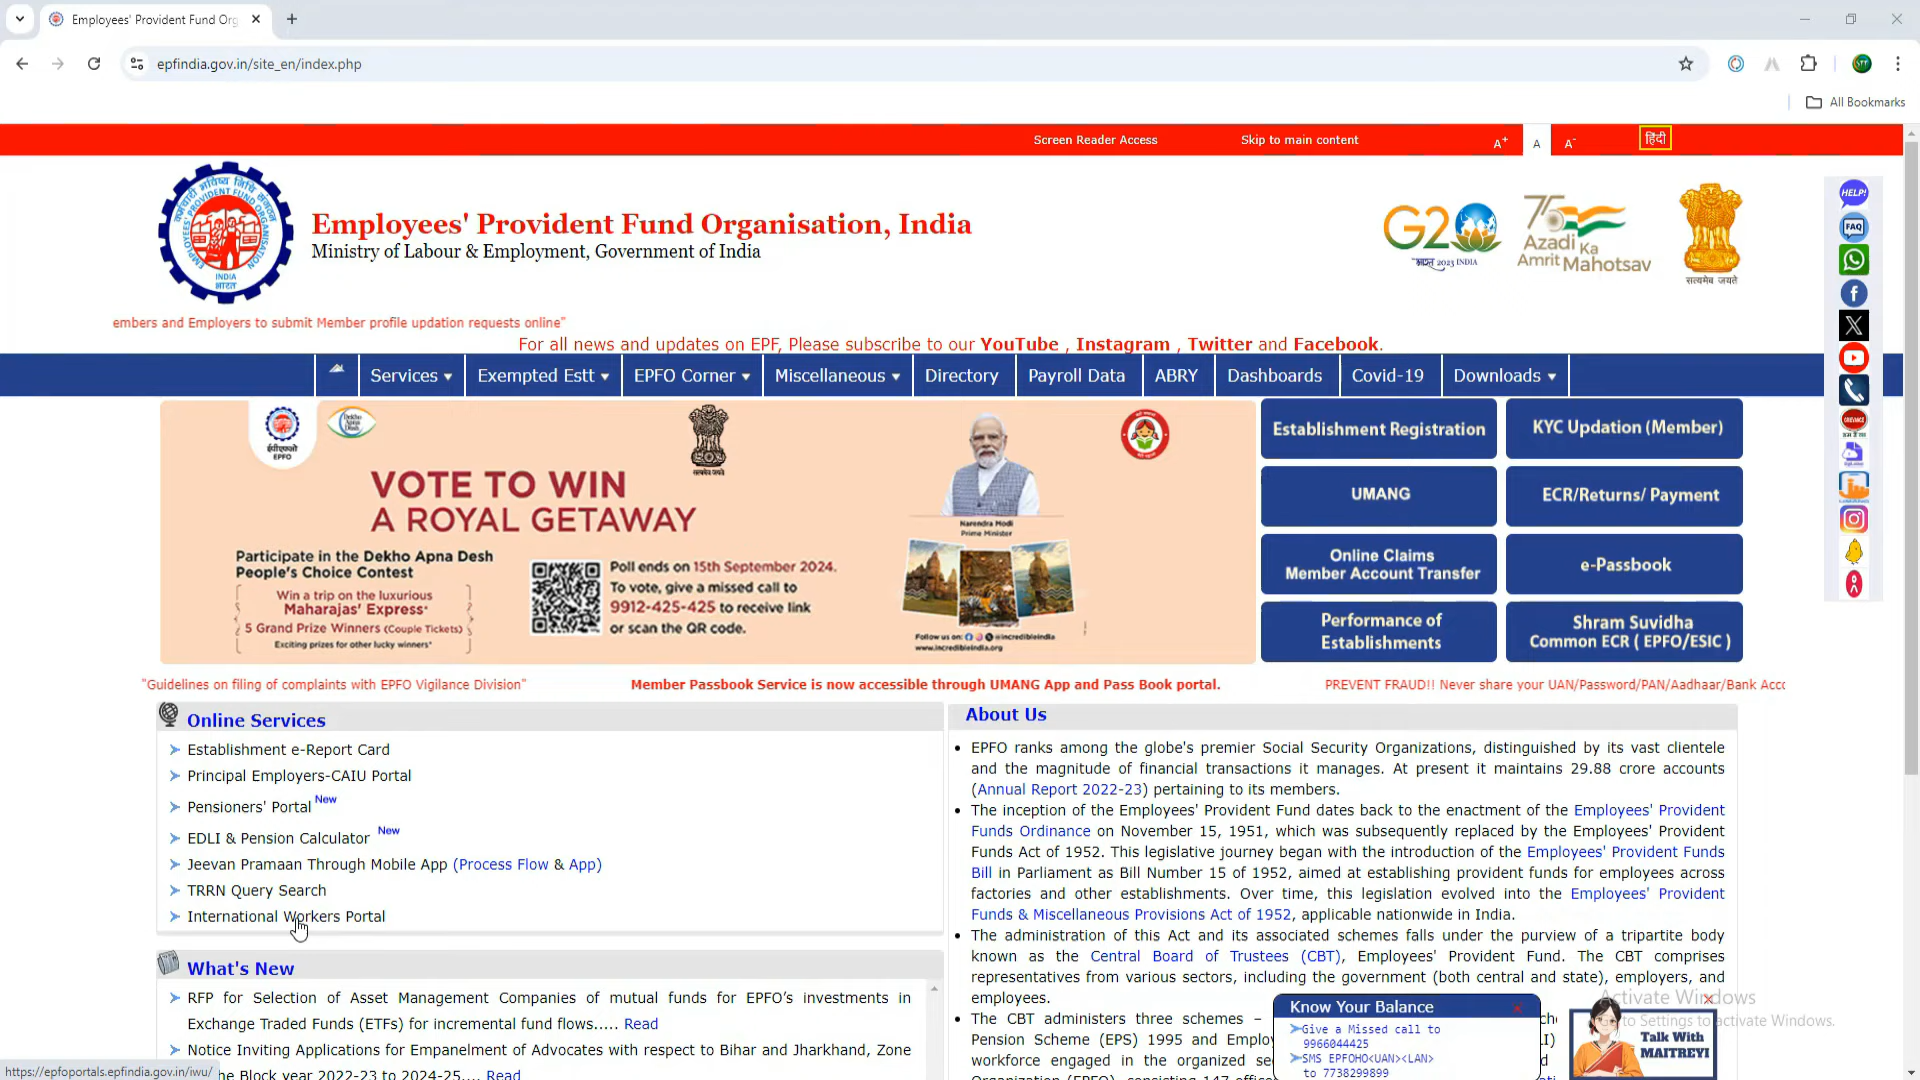 Employees' Provident Fund Org
epfindia.gov.in/site_en/index.php
All Bookmarks
Screen Reader Access
Skip to main content
A+
A
A-
हिंदी
Employees' Provident Fund Organisation, India
Ministry of Labour & Employment, Government of India
G20
भारत 2023 INDIA
75
Azadi Ka
Amrit Mahotsav
सत्यमेव जयते
INDIA
भारत
HELP!
FAQ
embers and Employers to submit Member profile updation requests online"
For all news and updates on EPF, Please subscribe to our YouTube , Instagram , Twitter and Facebook.
Services
Exempted Estt
EPFO Corner
Miscellaneous
Directory
Payroll Data
ABRY
Dashboards
Covid-19
Downloads
ईपीएफओ
EPFO
Dekho
Apna
Desh
सत्यमेव जयते
VOTE TO WIN
A ROYAL GETAWAY
Participate in the Dekho Apna Desh
People's Choice Contest
Win a trip on the luxurious
Maharajas' Express*
5 Grand Prize Winners (Couple Tickets)
Exciting prizes for other lucky winners*
Poll ends on 15th September 2024.
To vote, give a missed call to
9912-425-425 to receive link
or scan the QR code.
Narendra Modi
Prime Minister
Follow us on: @incredibleindia
www.incredibleindia.org
Establishment Registration
KYC Updation (Member)
UMANG
ECR/Returns/ Payment
Online Claims
Member Account Transfer
e-Passbook
Performance of
Establishments
Shram Suvidha
Common ECR ( EPFO/ESIC )
"Guidelines on filing of complaints with EPFO Vigilance Division"
Member Passbook Service is now accessible through UMANG App and Pass Book portal.
PREVENT FRAUD!! Never share your UAN/Password/PAN/Aadhaar/Bank Acco
Online Services
Establishment e-Report Card
Principal Employers-CAIU Portal
Pensioners' Portal New
EDLI & Pension Calculator New
Jeevan Pramaan Through Mobile App (Process Flow & App)
TRRN Query Search
International Workers Portal
What's New
RFP for Selection of Asset Management Companies of mutual funds for EPFO's investments in
Exchange Traded Funds (ETFs) for incremental fund flows..... Read
Notice Inviting Applications for Empanelment of Advocates with respect to Bihar and Jharkhand, Zone
he Block year 2022-23 to 2024-25.... Read
https://epfoportals.epfindia.gov.in/iwu/
About Us
EPFO ranks among the globe's premier Social Security Organizations, distinguished by its vast clientele
and the magnitude of financial transactions it manages. At present it maintains 29.88 crore accounts
(Annual Report 2022-23) pertaining to its members.
The inception of the Employees' Provident Fund dates back to the enactment of the Employees' Provident
Funds Ordinance on November 15, 1951, which was subsequently replaced by the Employees' Provident
Funds Act of 1952. This legislative journey began with the introduction of the Employees' Provident Funds
Bill in Parliament as Bill Number 15 of 1952, aimed at establishing provident funds for employees across
factories and other establishments. Over time, this legislation evolved into the Employees' Provident
Funds & Miscellaneous Provisions Act of 1952, applicable nationwide in India.
The administration of this Act and its associated schemes falls under the purview of a tripartite body
known as the Central Board of Trustees (CBT), Employees' Provident Fund. The CBT comprises
representatives from various sectors, including the government (both central and state), employers, and
employees.
The CBT administers three schemes –
Pension Scheme (EPS) 1995 and Employ
workforce engaged in the organized se
Know Your Balance
Give a Missed call to
9966044425
SMS EPFOHO<UAN><LAN>
to 7738299899
Talk With
MAITREYI
Activate Windows
to Settings to activate Windows.